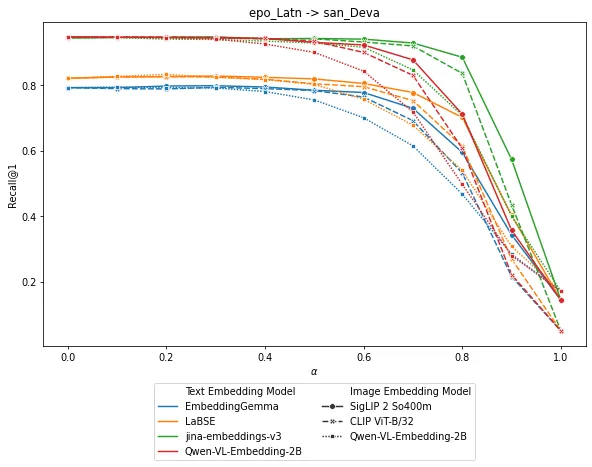 epo_Latn -> san_Deva
Recall@1
0.8
0.6
0.4
0.2
0.0 0.2 0.4 0.6 0.8 1.0
α
Text Embedding Model Image Embedding Model
EmbeddingGemma SigLIP 2 So400m
LaBSE CLIP ViT-B/32
jina-embeddings-v3 Qwen-VL-Embedding-2B
Qwen-VL-Embedding-2B